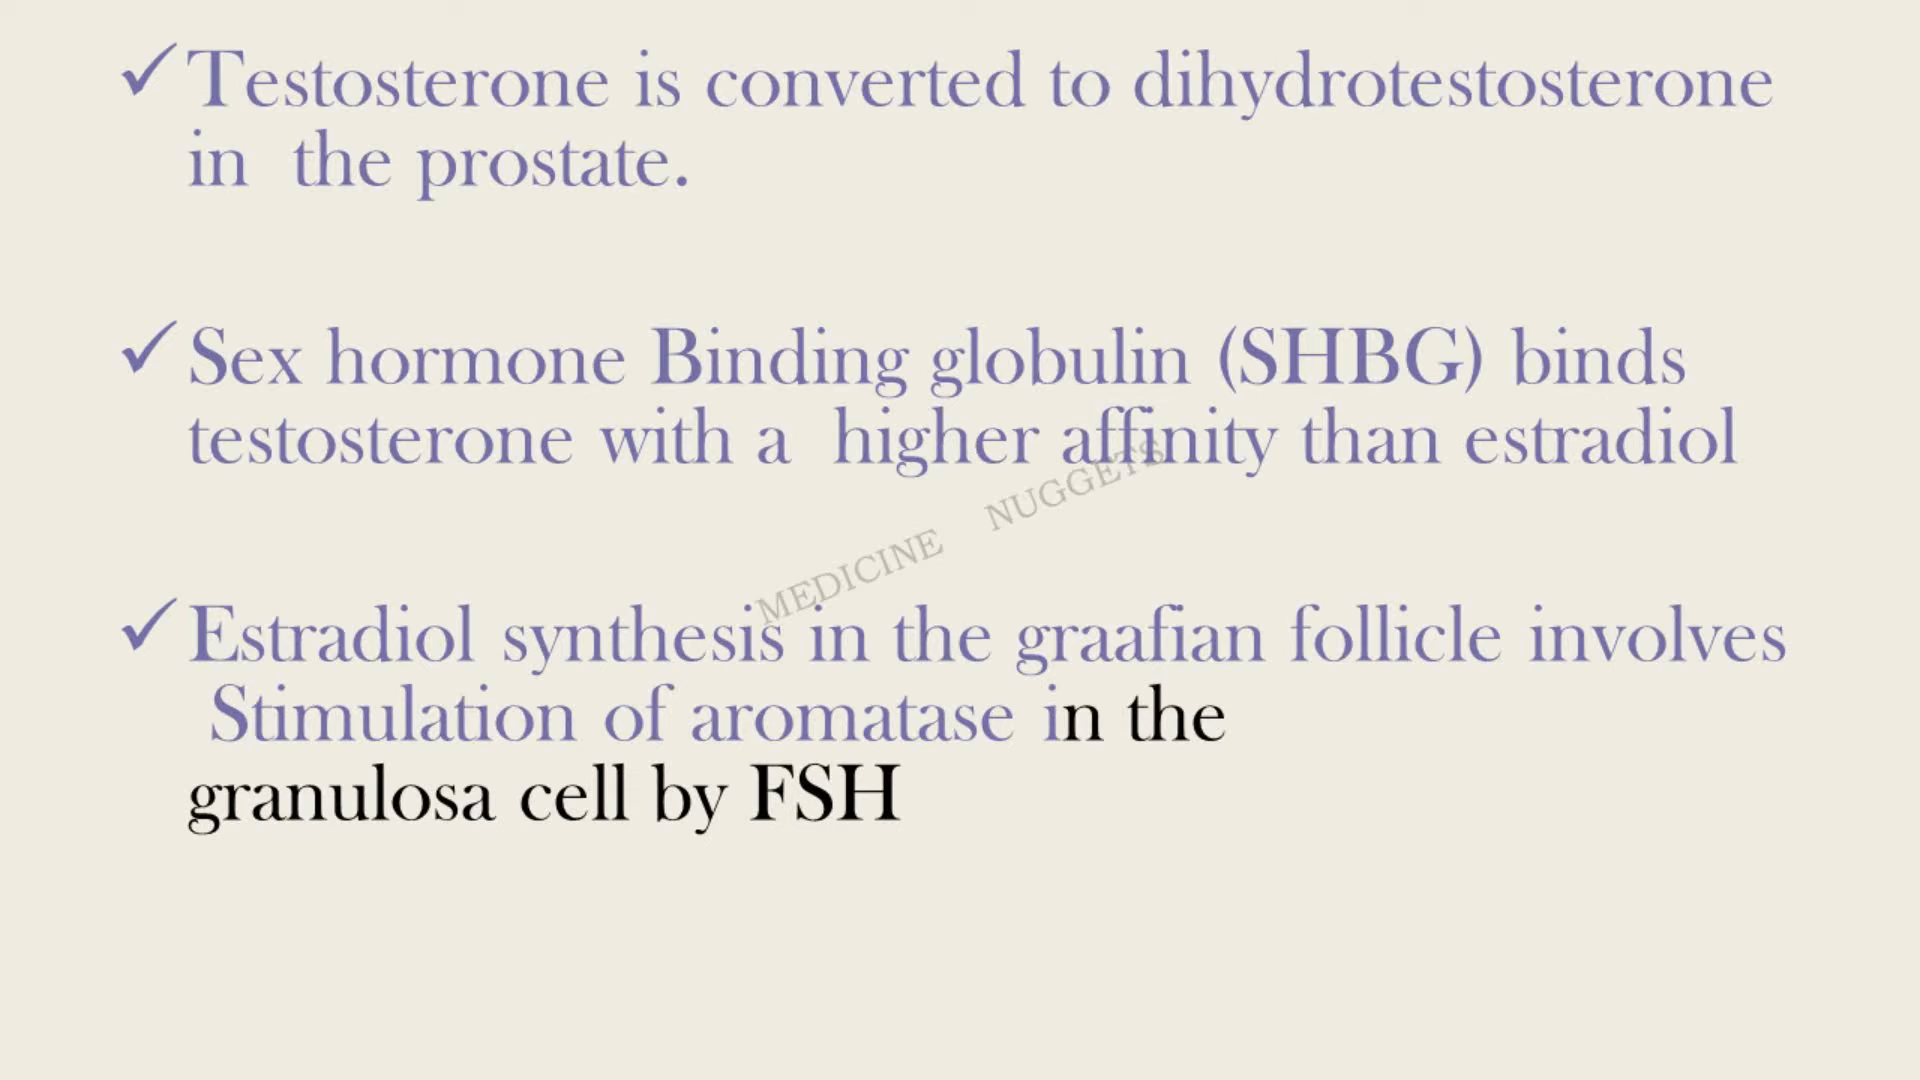 ✓Testosterone is converted to dihydrotestosterone
in the prostate.
✓Sex hormone Binding globulin (SHBG) binds
testosterone with a higher affinity than estradiol
MEDICINE NUGGETS
✓Estradiol synthesis in the graafian follicle involves
Stimulation of aromatase in the
granulosa cell by FSH